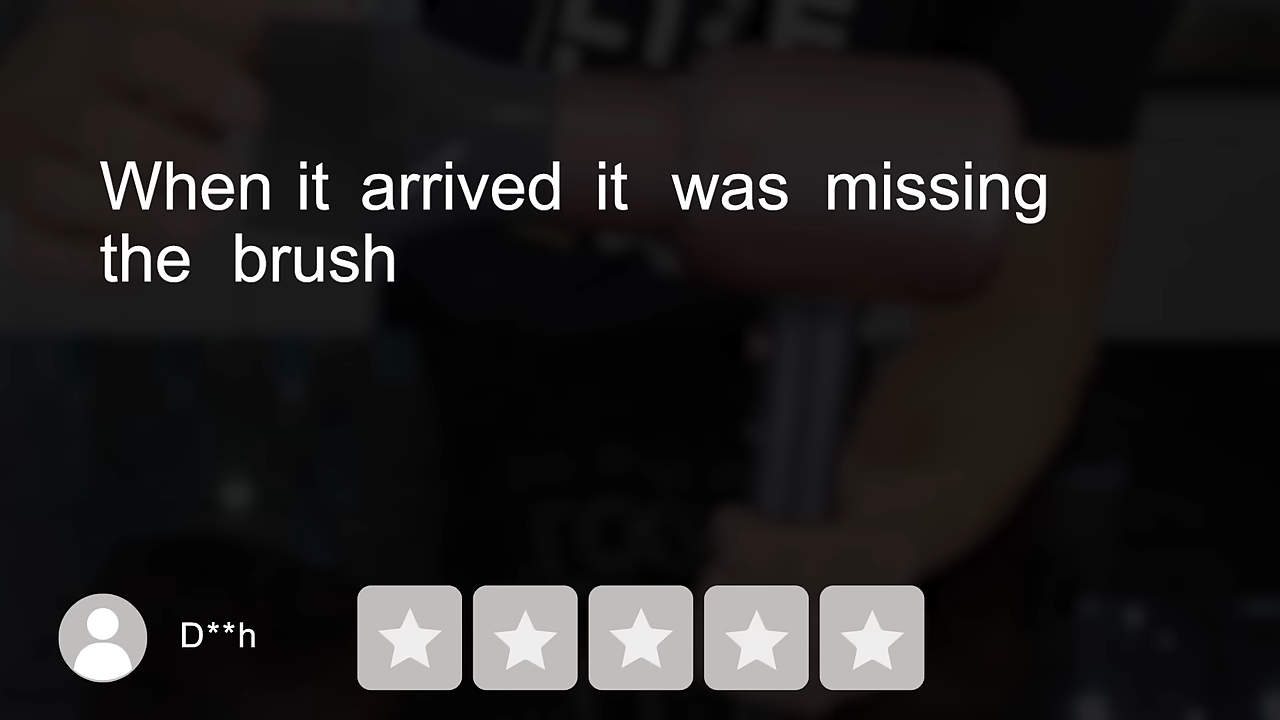 When it arrived it was missing
the brush
D**h